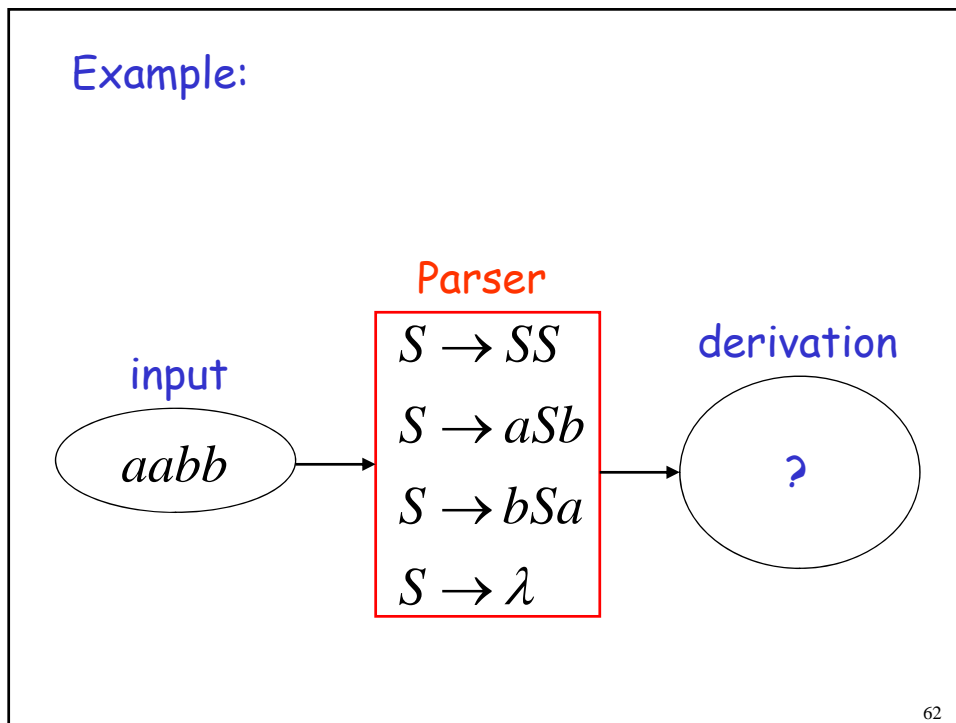 Example:
Parser
S → SS
derivation
input
S → aSb
aabb
?
S → bSa
S → λ
62